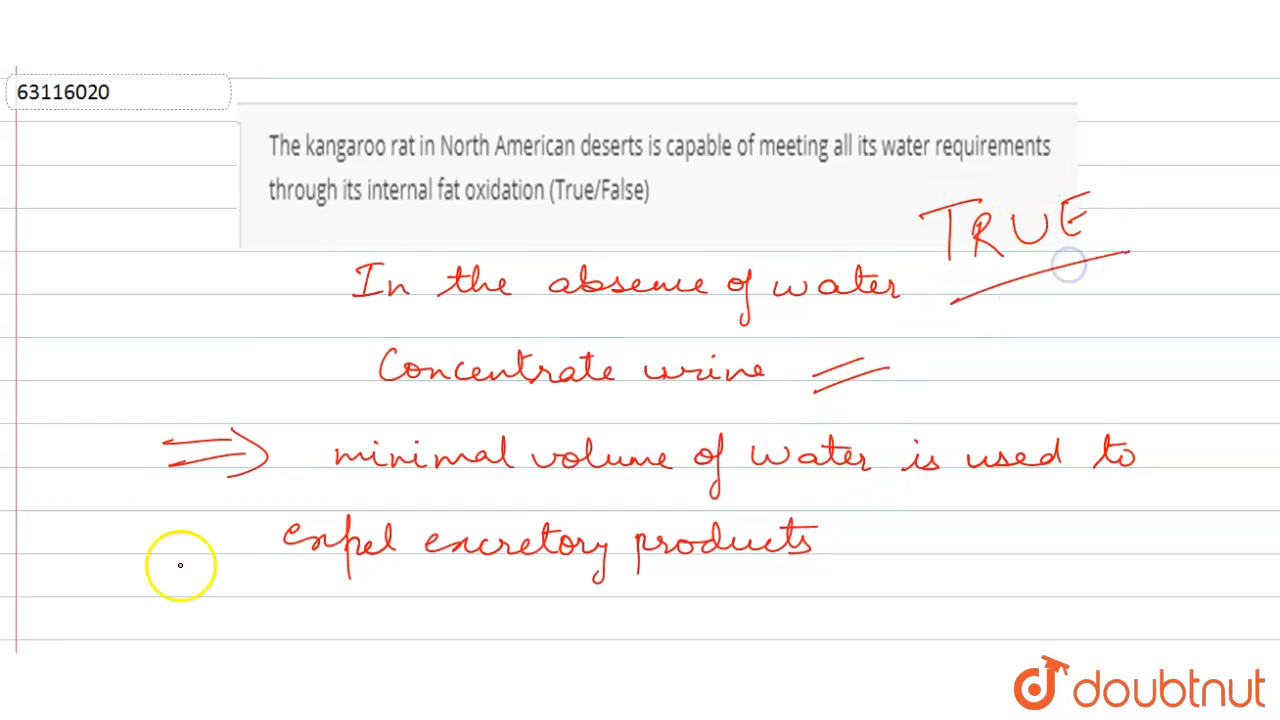 63116020
The kangaroo rat in North American deserts is capable of meeting all its water requirements
through its internal fat oxidation (True/False)
TRUE
In the absence of water
Concentrate urine
minimal volume of water is used to
expel excretory products
doubtnut